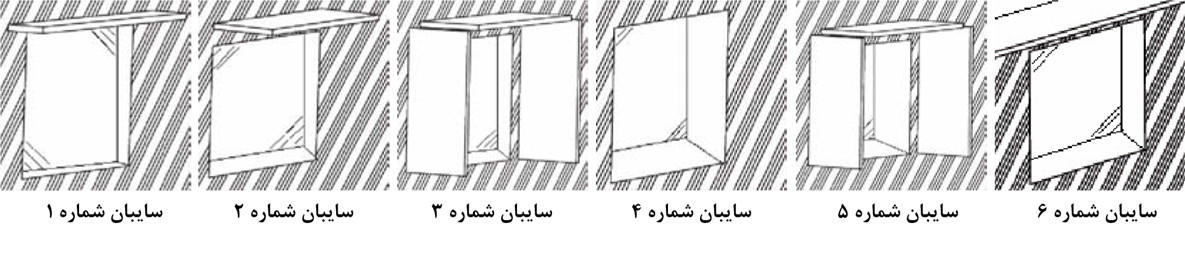 سایبان شماره ۱
سایبان شماره ۲
سایبان شماره ۳
سایبان شماره ۴
سایبان شماره ۵
سایبان شماره ۶